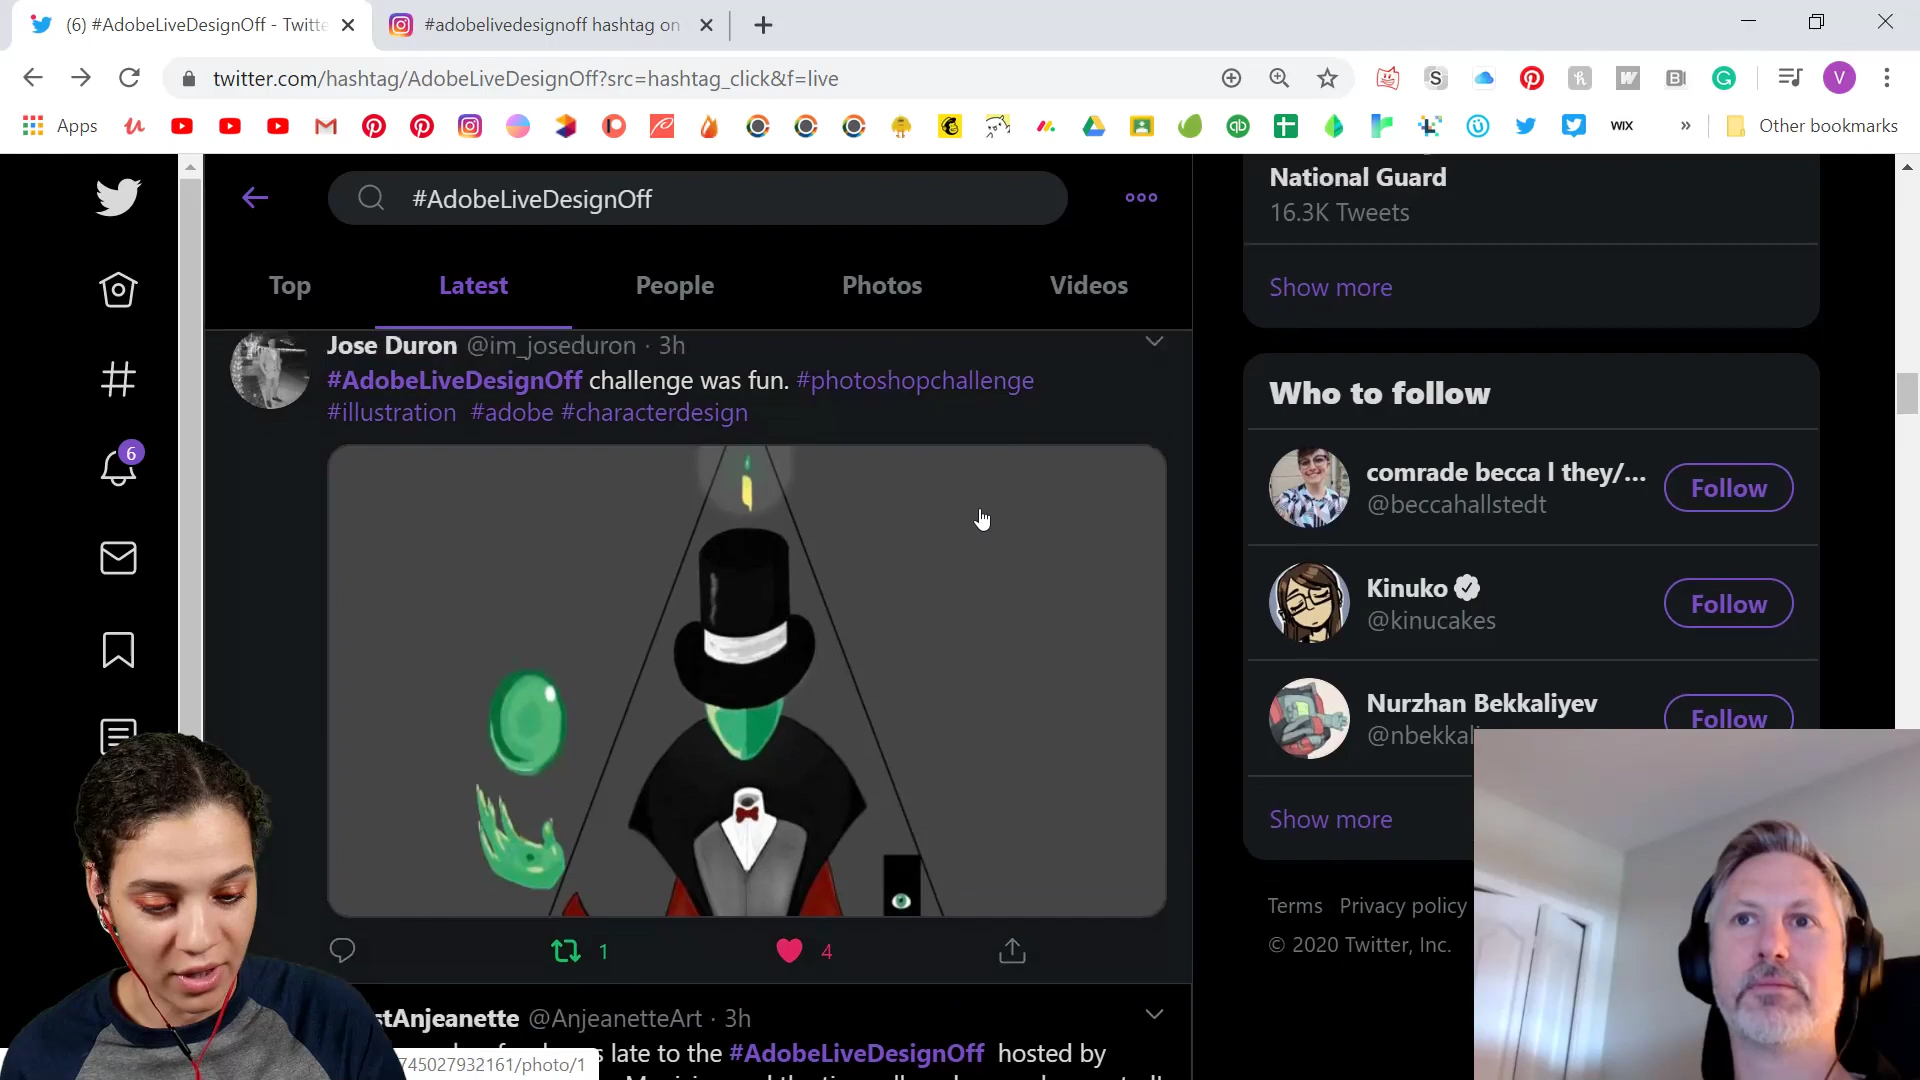 (6) #AdobeLiveDesignOff - Twitte
#adobelivedesignoff hashtag on
twitter.com/hashtag/AdobeLiveDesignOff?src=hashtag_click&f=live
V
Apps
WIX
Other bookmarks
#AdobeLiveDesignOff
Top
Latest
People
Photos
Videos
Jose Duron @im_joseduron · 3h
#AdobeLiveDesignOff challenge was fun. #photoshopchallenge
#illustration #adobe #characterdesign
6
1
4
stAnjeanette @AnjeanetteArt · 3h
late to the #AdobeLiveDesignOff hosted by
745027932161/photo/1
National Guard
16.3K Tweets
Show more
Who to follow
comrade becca l they/...
@beccahallstedt
Follow
Kinuko
@kinucakes
Follow
Nurzhan Bekkaliyev
@nbekkal
Follow
Show more
Terms Privacy policy
© 2020 Twitter, Inc.